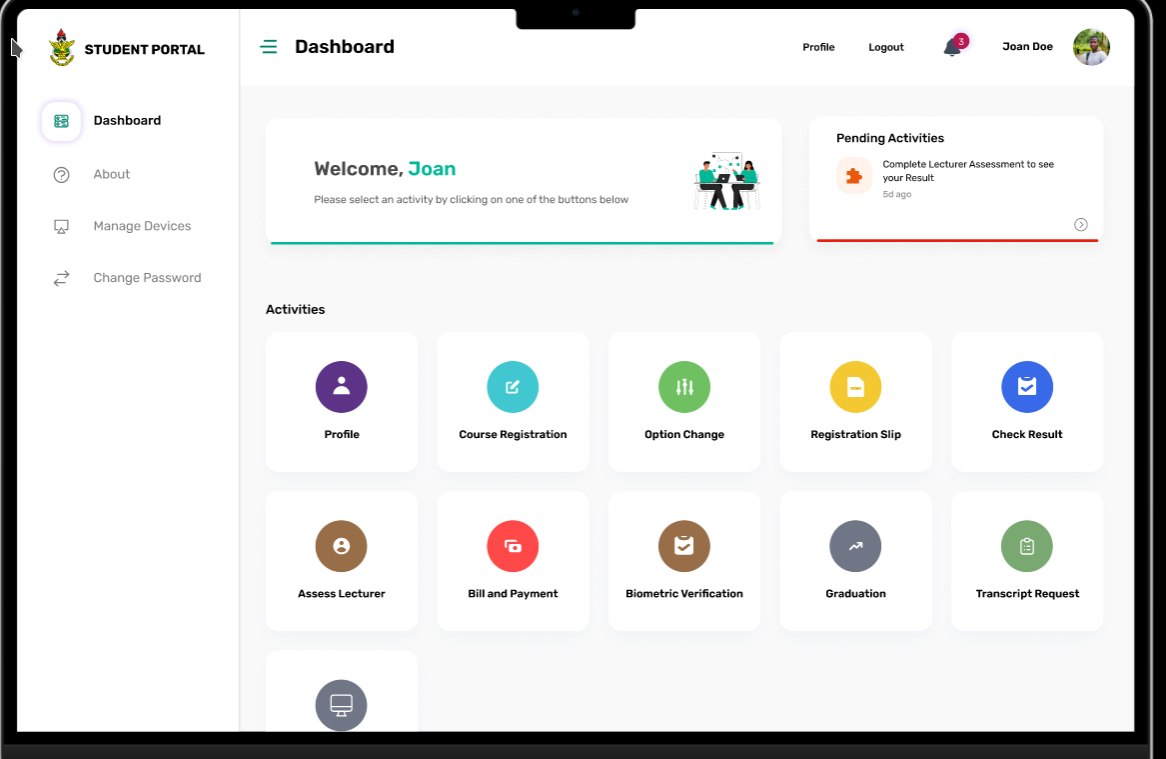 STUDENT PORTAL
Dashboard
About
Manage Devices
Change Password
Dashboard
Profile
Logout
3
Joan Doe
Welcome, Joan
Please select an activity by clicking on one of the buttons below
Pending Activities
Complete Lecturer Assessment to see
your Result
5d ago
Activities
Profile
Course Registration
Option Change
Registration Slip
Check Result
Assess Lecturer
Bill and Payment
Biometric Verification
Graduation
Transcript Request